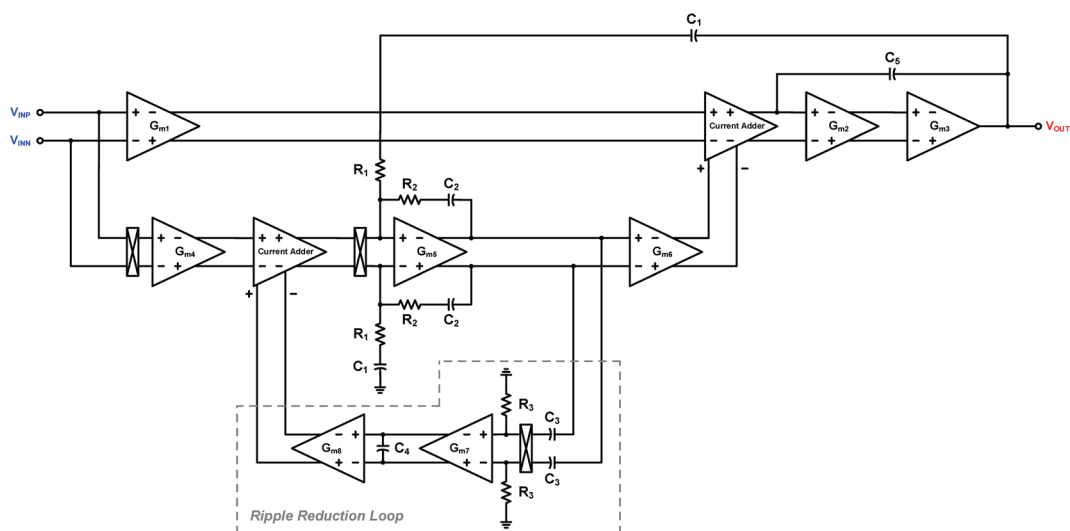 C1
C5
VINP
VINN
+ −
− +
Gm1
+ +
− −
Current Adder
+ −
− +
Gm2
+ −
− +
Gm3
VOUT
+ −
R1
R2
C2
+ −
− +
Gm4
+ +
− −
Current Adder
+ −
+ −
− +
Gm5
+ −
− +
Gm6
R2
C2
R1
C1
R3
C3
− +
+ −
Gm8
C4
− +
+ −
Gm7
C3
R3
Ripple Reduction Loop